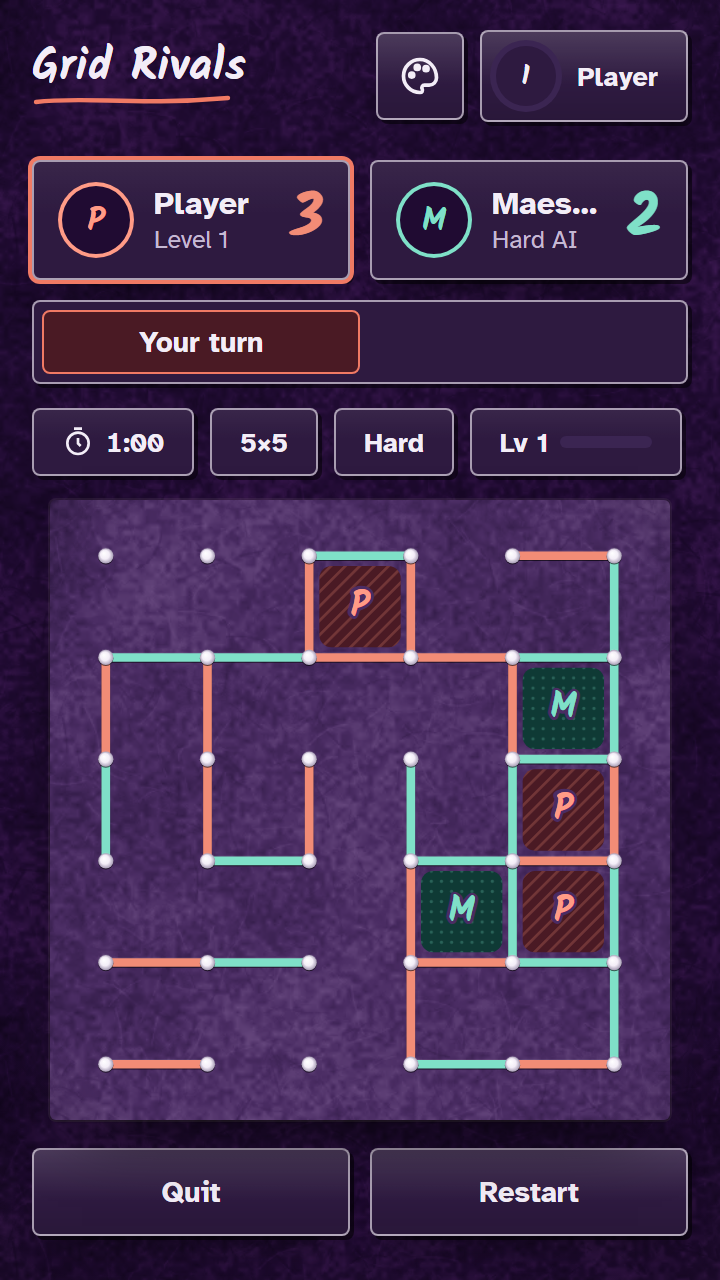 Grid Rivals
I
Player
P
Player
Level 1
3
M
Maes...
Hard AI
2
Your turn
1:00
5×5
Hard
Lv 1
P
M
P
M
P
Quit
Restart